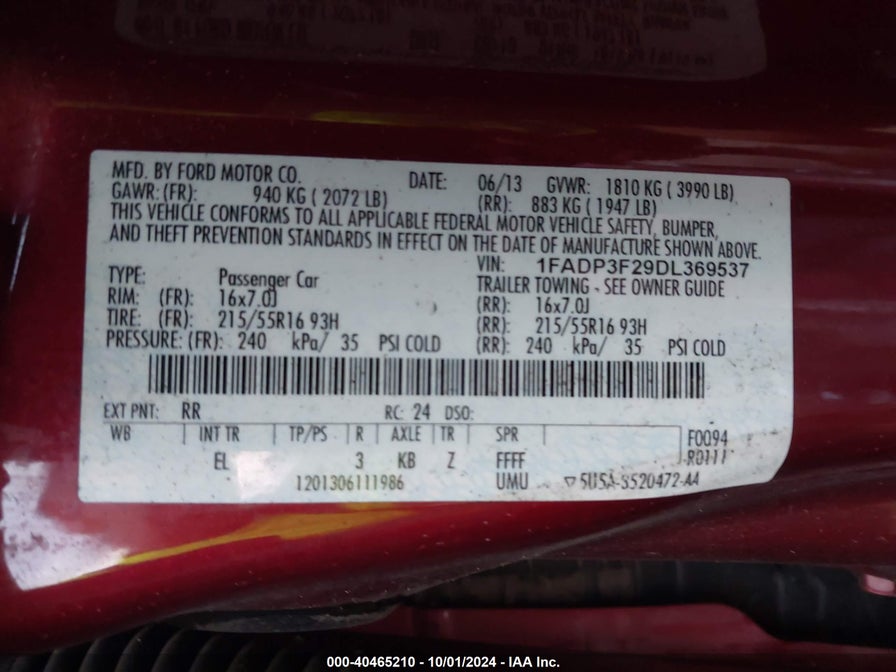 MFD. BY FORD MOTOR CO. DATE: 06/13 GVWR: 1810 KG ( 3990 LB)
GAWR: (FR): 940 KG ( 2072 LB) (RR): 883 KG ( 1947 LB)
THIS VEHICLE CONFORMS TO ALL APPLICABLE FEDERAL MOTOR VEHICLE SAFETY, BUMPER,
AND THEFT PREVENTION STANDARDS IN EFFECT ON THE DATE OF MANUFACTURE SHOWN ABOVE.
VIN: 1FADP3F29DL369537
TYPE: Passenger Car TRAILER TOWING - SEE OWNER GUIDE
RIM: (FR): 16x7.0J (RR): 16x7.0J
TIRE: (FR): 215/55R16 93H (RR): 215/55R16 93H
PRESSURE: (FR): 240 kPa/ 35 PSI COLD (RR): 240 kPa/ 35 PSI COLD
EXT PNT: RR RC: 24 DSO:
WB INT TR TP/PS R AXLE TR SPR F0094
EL 3 KB Z FFFF R0111
1201306111986 UMU ▽ 5U5A-3520472-AA
000-40465210 - 10/01/2024 - IAA Inc.